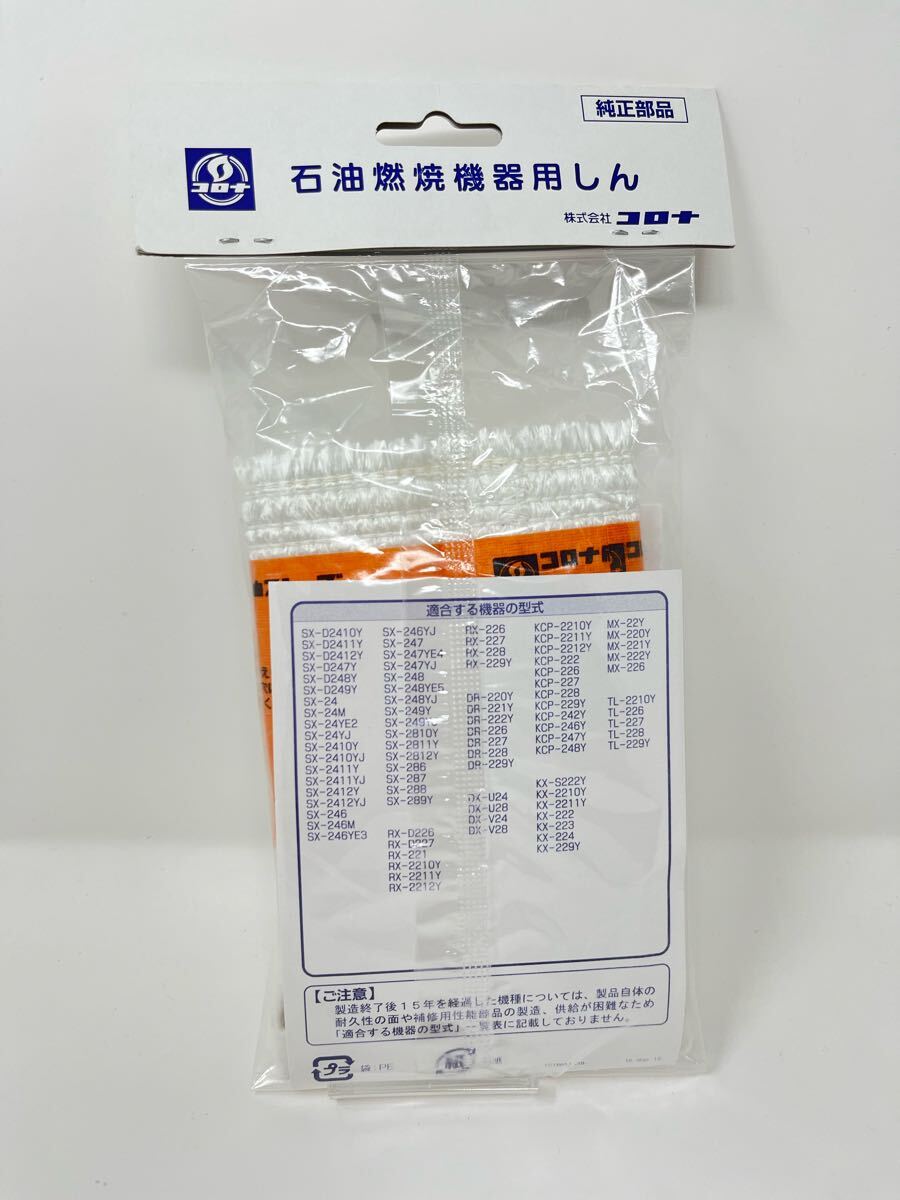 純正部品
コロナ
石油燃焼機器用しん
株式会社 コロナ
コロナ
適合する機器の型式
SX-D2410Y
SX-D2411Y
SX-D2412Y
SX-D247Y
SX-D248Y
SX-D249Y
SX-24
SX-24M
SX-24YE2
SX-24YJ
SX-2410Y
SX-2410YJ
SX-2411Y
SX-2411YJ
SX-2412Y
SX-2412YJ
SX-246
SX-246M
SX-246YE3
SX-246YJ
SX-247
SX-247YE4
SX-247YJ
SX-248
SX-248YE5
SX-248YJ
SX-249Y
SX-2810Y
SX-2811Y
SX-2812Y
SX-286
SX-287
SX-288
SX-289Y
RX-D226
RX-D227
RX-221
RX-2210Y
RX-2211Y
RX-2212Y
RX-226
RX-227
RX-228
RX-229Y
DR-220Y
DR-221Y
DR-222Y
DR-226
DR-227
DR-228
DR-229Y
DX-U24
DX-U28
DX-V24
DX-V28
KCP-2210Y
KCP-2211Y
KCP-2212Y
KCP-222
KCP-226
KCP-227
KCP-228
KCP-229Y
KCP-242Y
KCP-246Y
KCP-247Y
KCP-248Y
KX-S222Y
KX-2210Y
KX-2211Y
KX-222
KX-223
KX-224
KX-229Y
MX-22Y
MX-220Y
MX-221Y
MX-222Y
MX-226
TL-2210Y
TL-226
TL-227
TL-228
TL-229Y
【ご注意】
製造終了後15年を経過した機種については、製品自体の
耐久性の面や補修用性能部品の製造、供給が困難なため
「適合する機器の型式」一覧表に記載しておりません。
プラ 袋:PE
紙